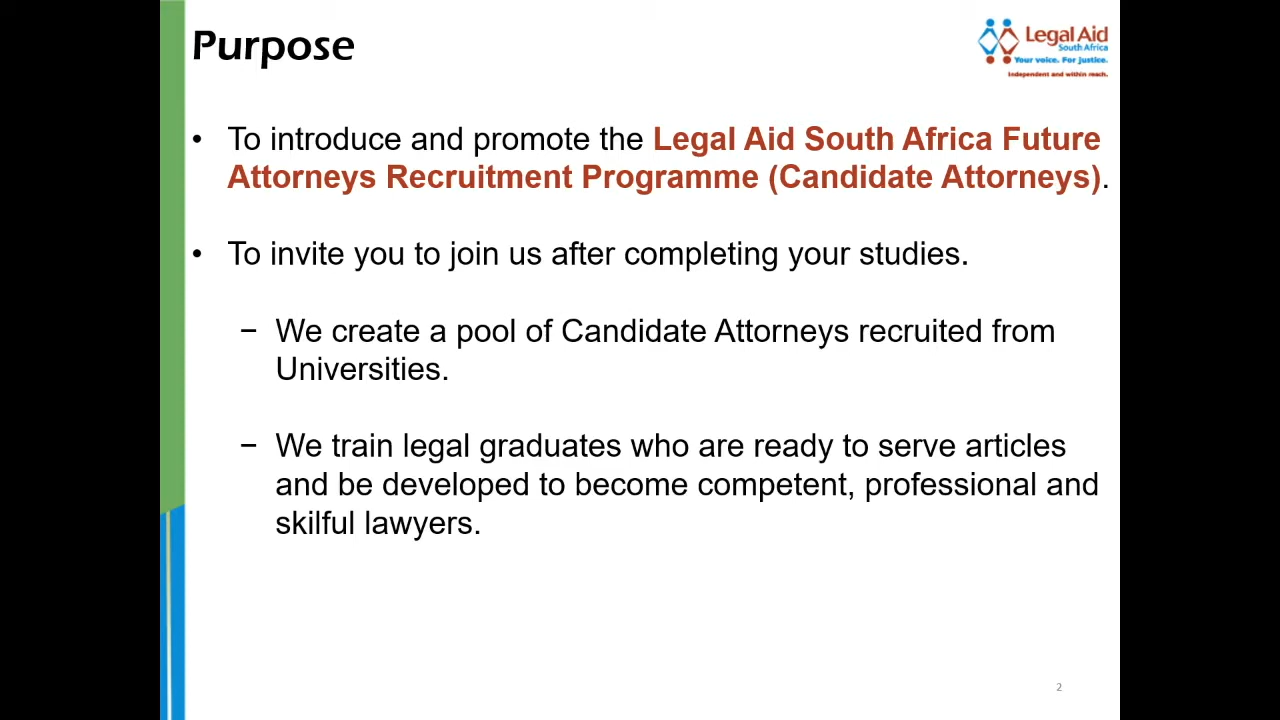 Purpose
Legal Aid
South Africa
Your voice. For justice.
Independent and within reach.
• To introduce and promote the Legal Aid South Africa Future
Attorneys Recruitment Programme (Candidate Attorneys).
• To invite you to join us after completing your studies.
− We create a pool of Candidate Attorneys recruited from
Universities.
− We train legal graduates who are ready to serve articles
and be developed to become competent, professional and
skilful lawyers.
2